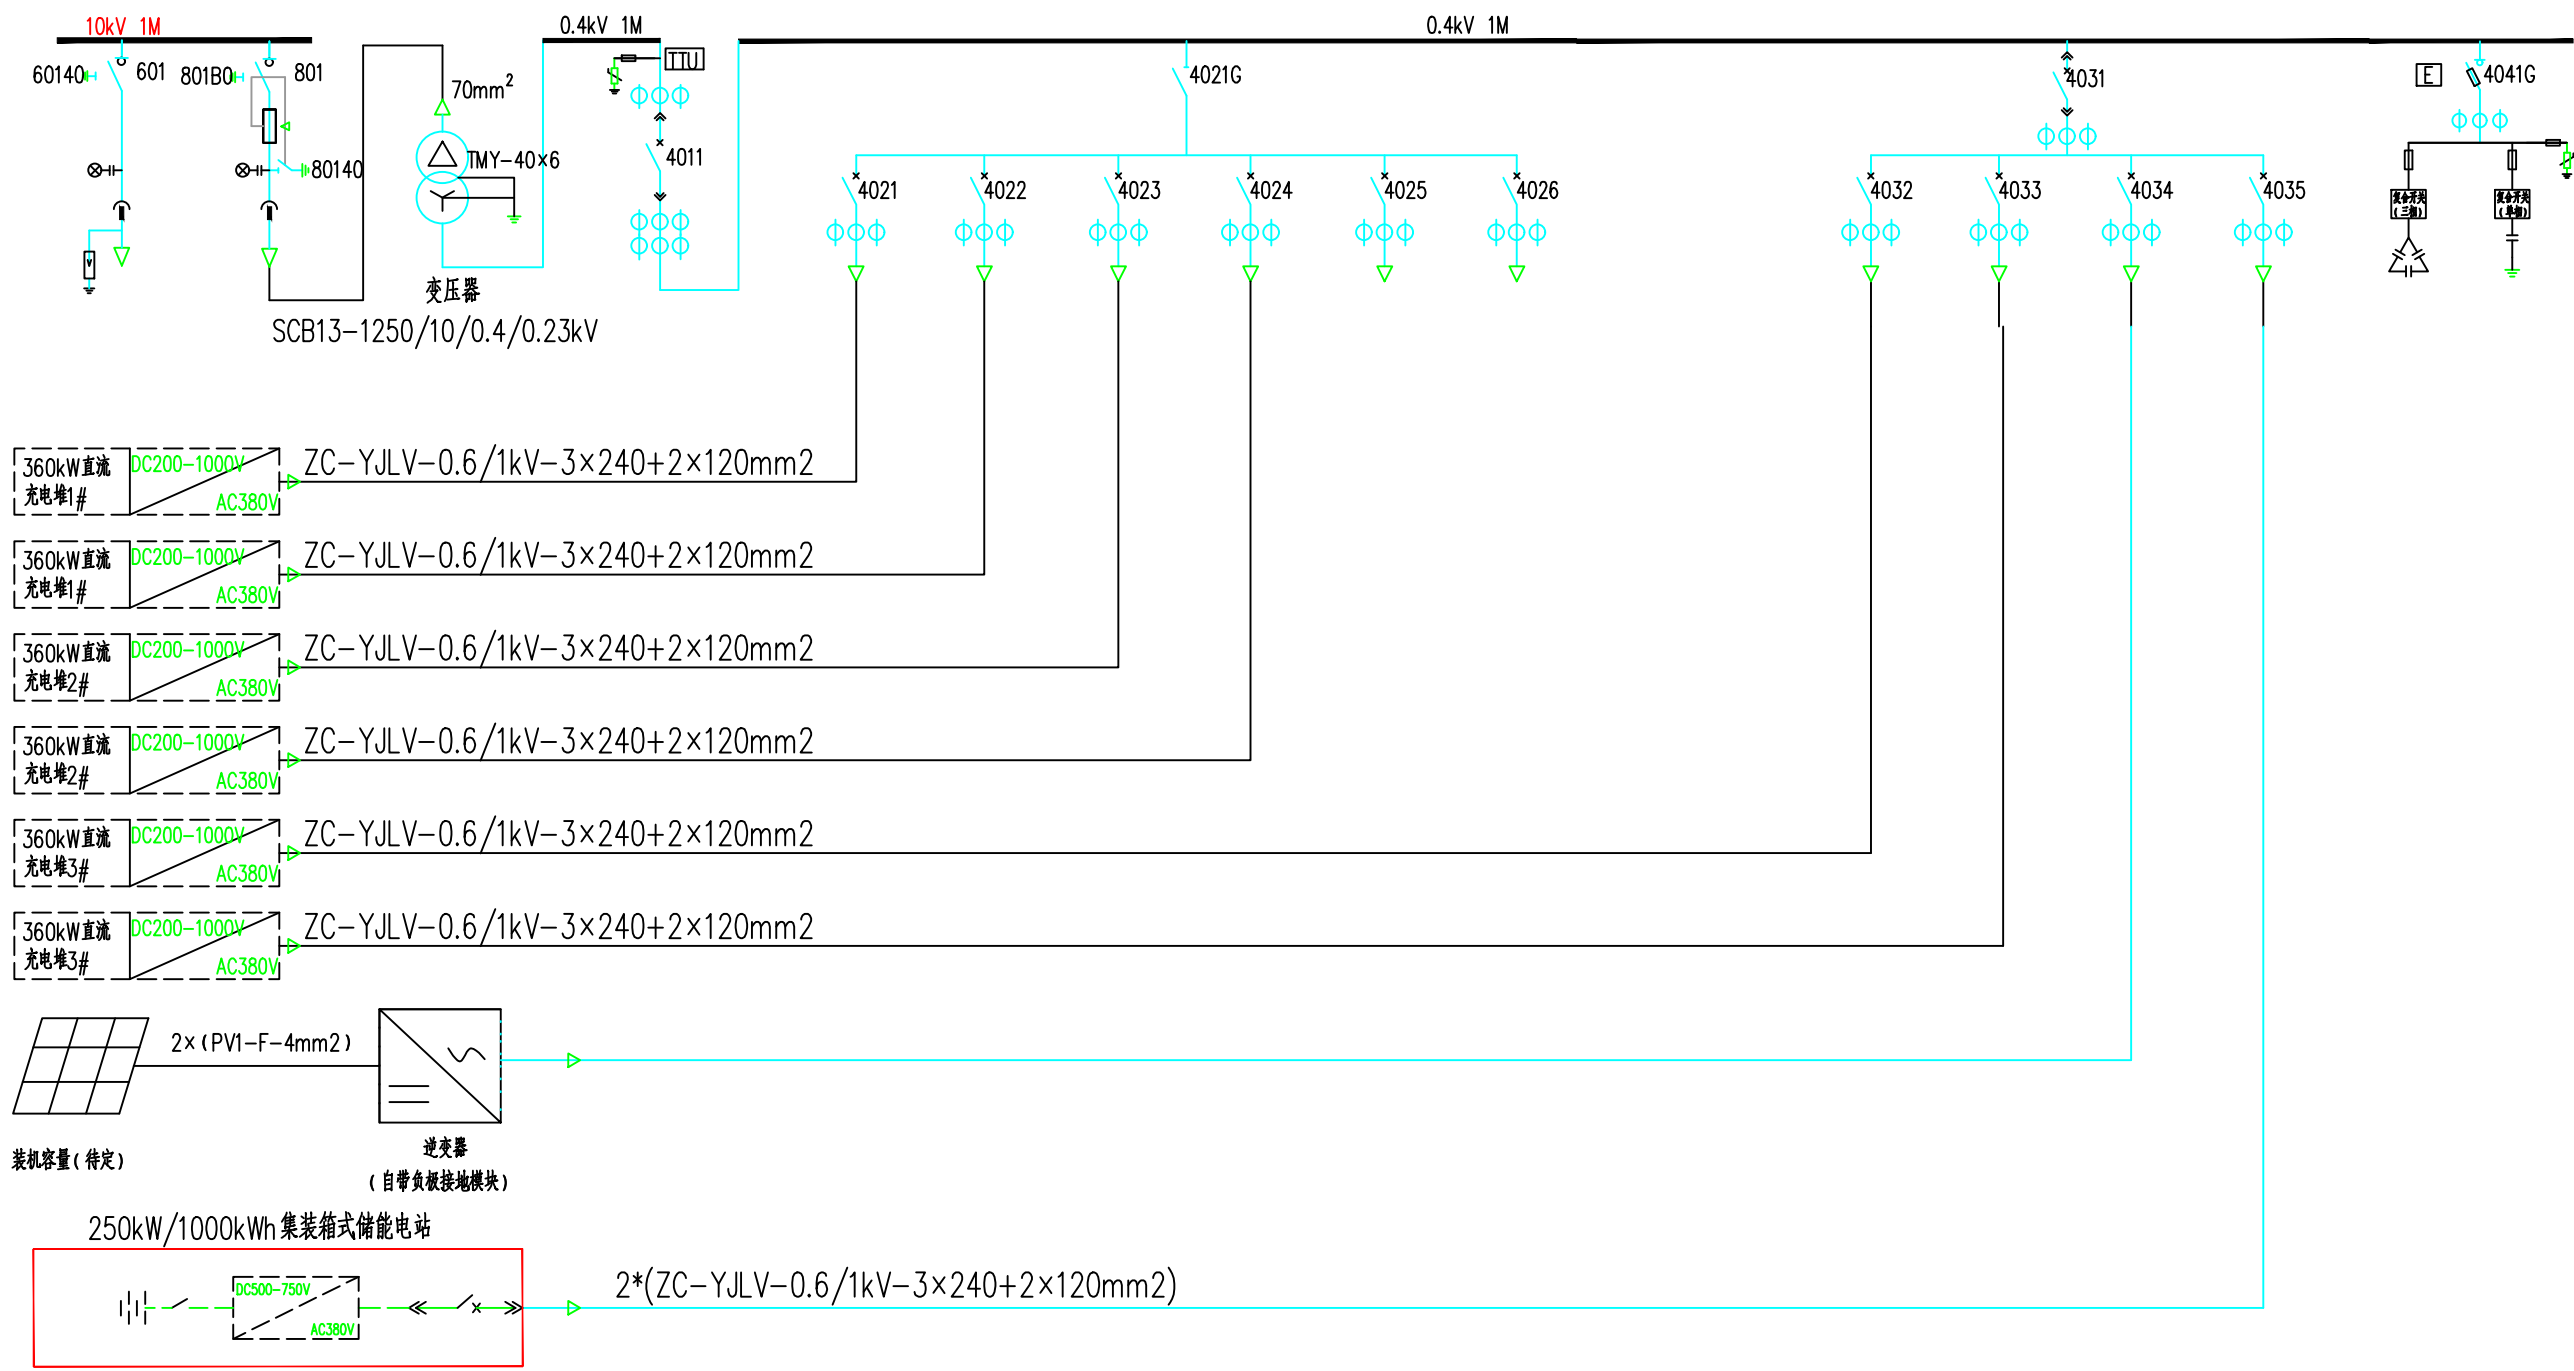 10kV 1M
0.4kV 1M
0.4kV 1M
60140
601
801B0
801
80140
70mm²
TMY-40×6
变压器
SCB13-1250/10/0.4/0.23kV
TTU
4011
4021G
4021
4022
4023
4024
4025
4026
4031
4032
4033
4034
4035
E
4041G
复合开关
(三相)
复合开关
(单相)
360kW直流
充电堆1#
DC200-1000V
AC380V
ZC-YJLV-0.6/1kV-3×240+2×120mm2
360kW直流
充电堆1#
DC200-1000V
AC380V
ZC-YJLV-0.6/1kV-3×240+2×120mm2
360kW直流
充电堆2#
DC200-1000V
AC380V
ZC-YJLV-0.6/1kV-3×240+2×120mm2
360kW直流
充电堆2#
DC200-1000V
AC380V
ZC-YJLV-0.6/1kV-3×240+2×120mm2
360kW直流
充电堆3#
DC200-1000V
AC380V
ZC-YJLV-0.6/1kV-3×240+2×120mm2
360kW直流
充电堆3#
DC200-1000V
AC380V
ZC-YJLV-0.6/1kV-3×240+2×120mm2
2×(PV1-F-4mm2)
装机容量(待定)
逆变器
(自带负极接地模块)
250kW/1000kWh集装箱式储能电站
DC500-750V
AC380V
2*(ZC-YJLV-0.6/1kV-3×240+2×120mm2)